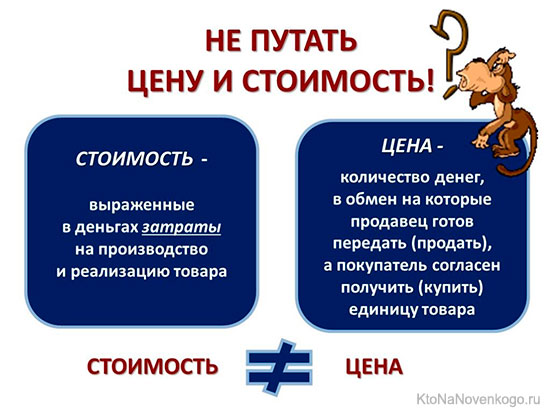 НЕ ПУТАТЬ
ЦЕНУ И СТОИМОСТЬ!
СТОИМОСТЬ -
выраженные
в деньгах затраты
на производство
и реализацию товара
ЦЕНА -
количество денег,
в обмен на которые
продавец готов
передать (продать),
а покупатель согласен
получить (купить)
единицу товара
СТОИМОСТЬ ≠ ЦЕНА
KtoNaNovenkogo.ru